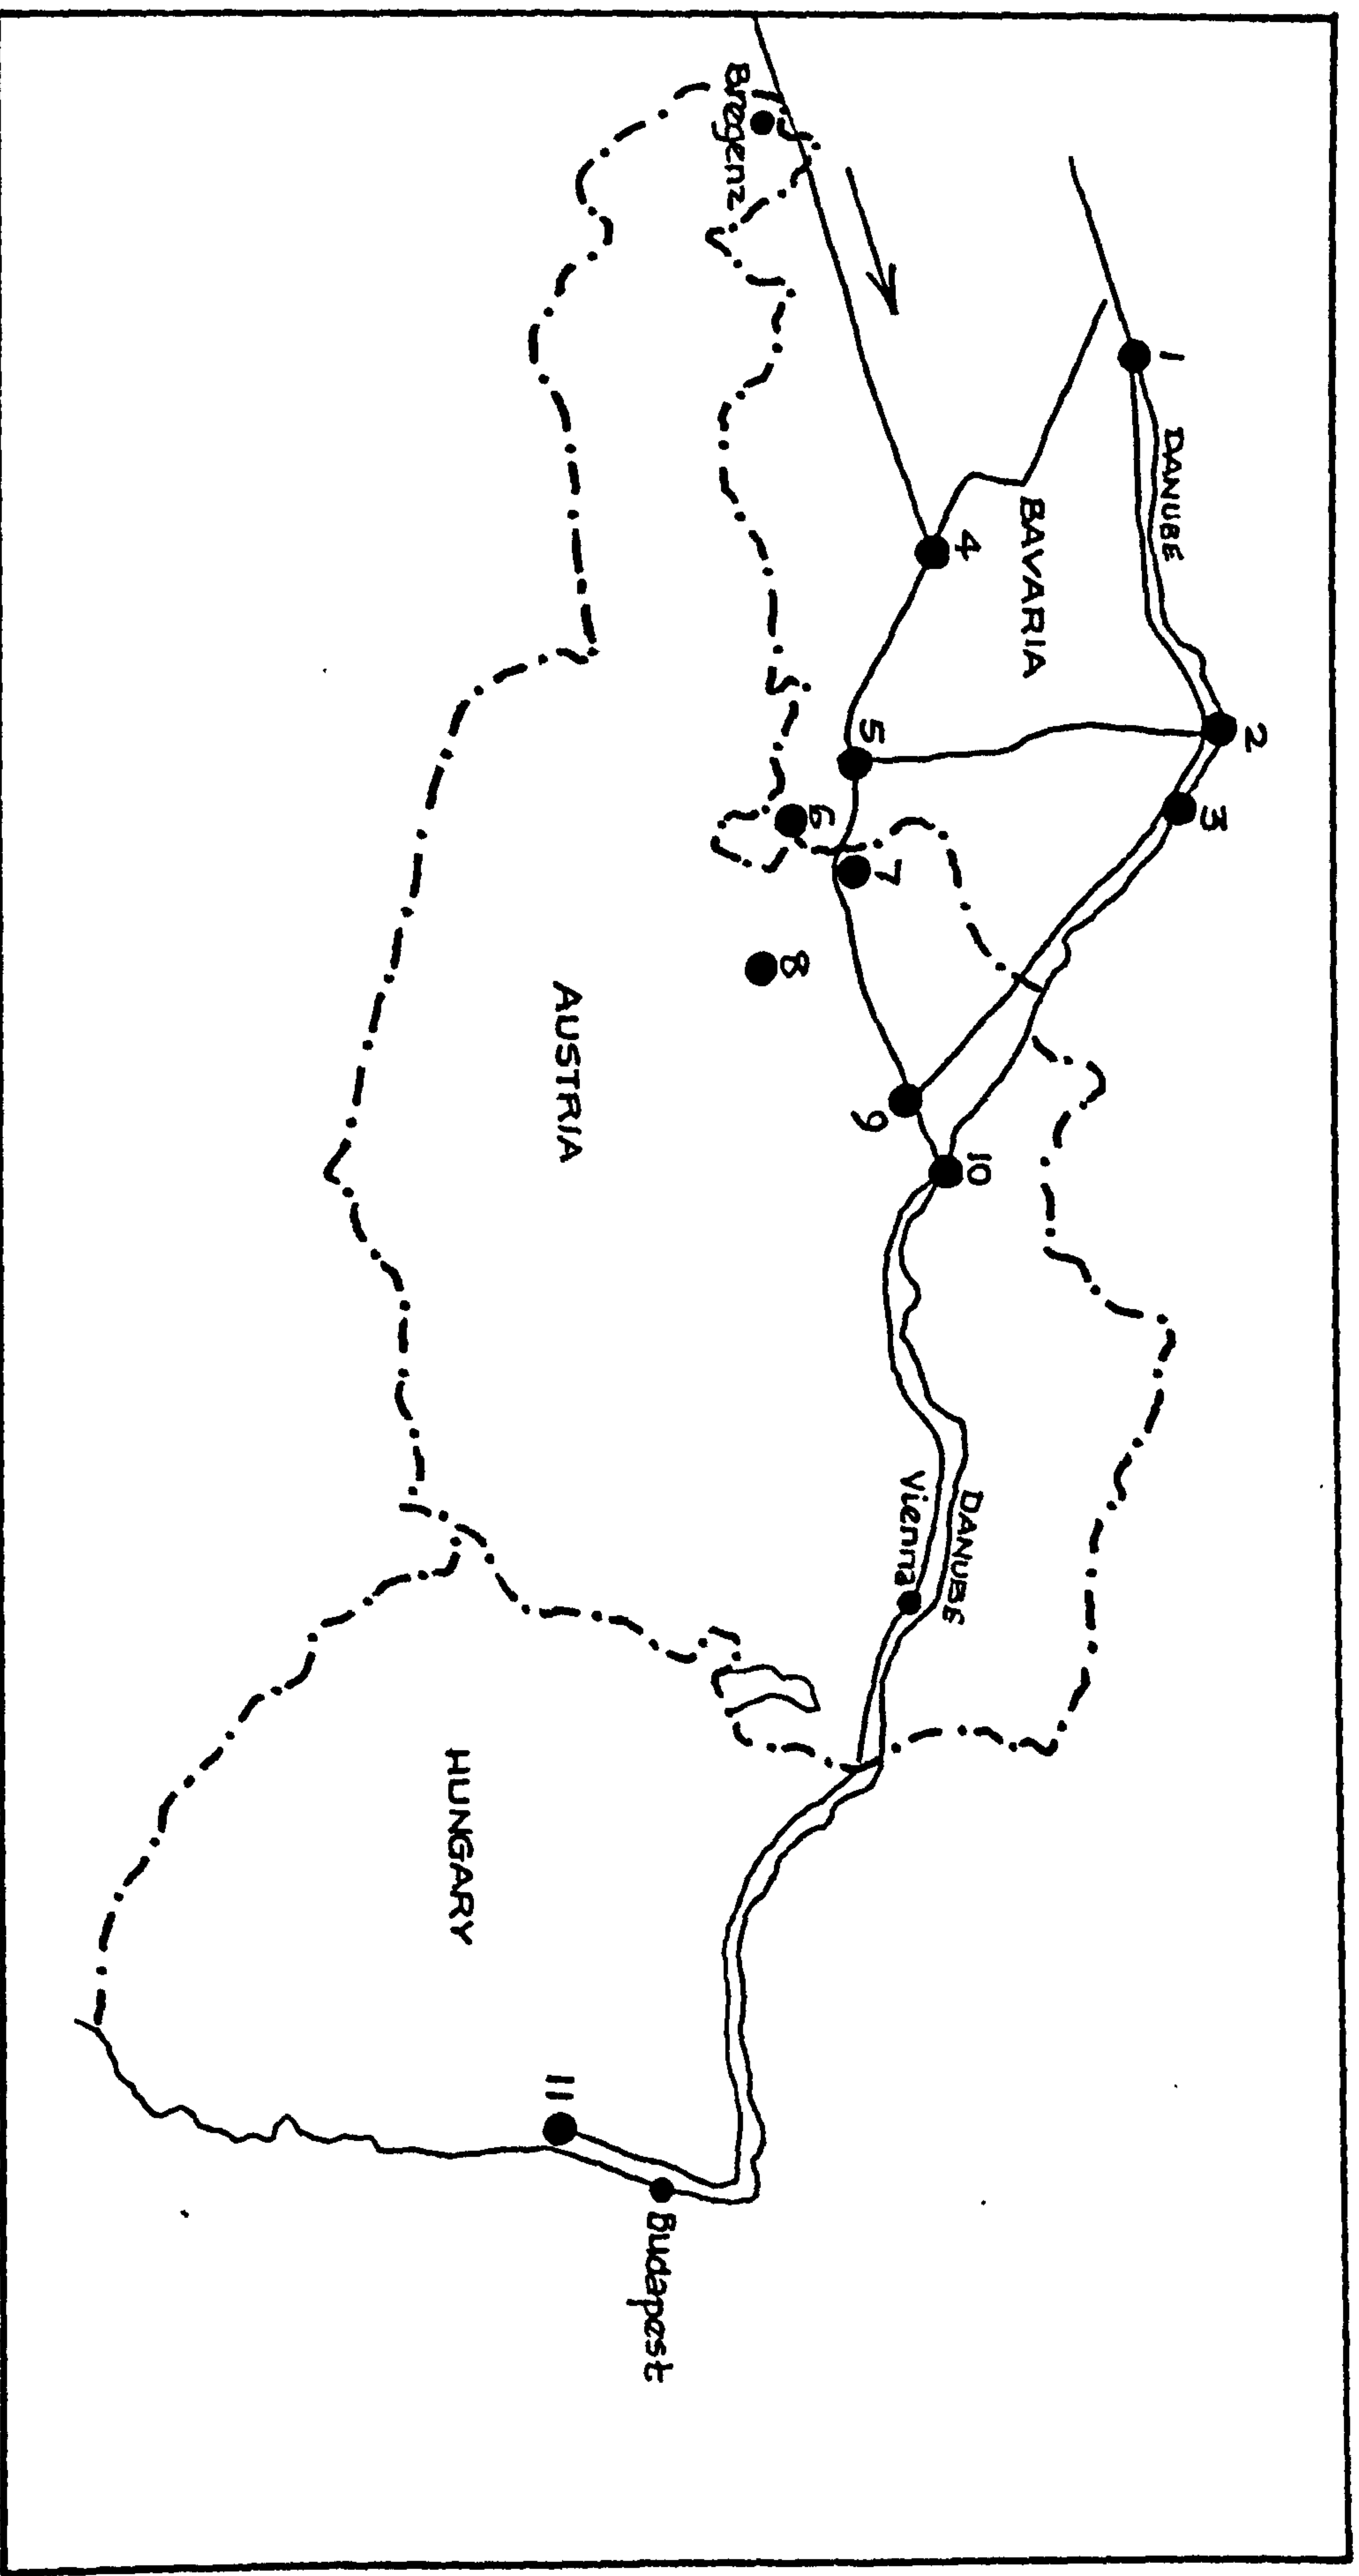 1
DANUBE
2
3
BAVARIA
4
5
6
7
8
9
10
Bregenz
AUSTRIA
DANUBE
Vienna
HUNGARY
11
Budapest